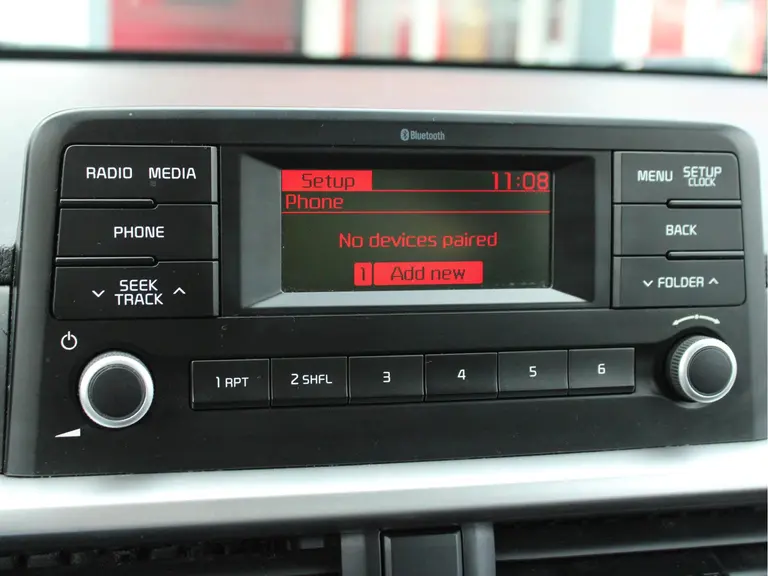 Bluetooth
RADIO MEDIA
PHONE
SEEK
TRACK
Setup 11:08
Phone
No devices paired
1 Add new
MENU SETUP
CLOCK
BACK
FOLDER
1 RPT
2 SHFL
3
4
5
6